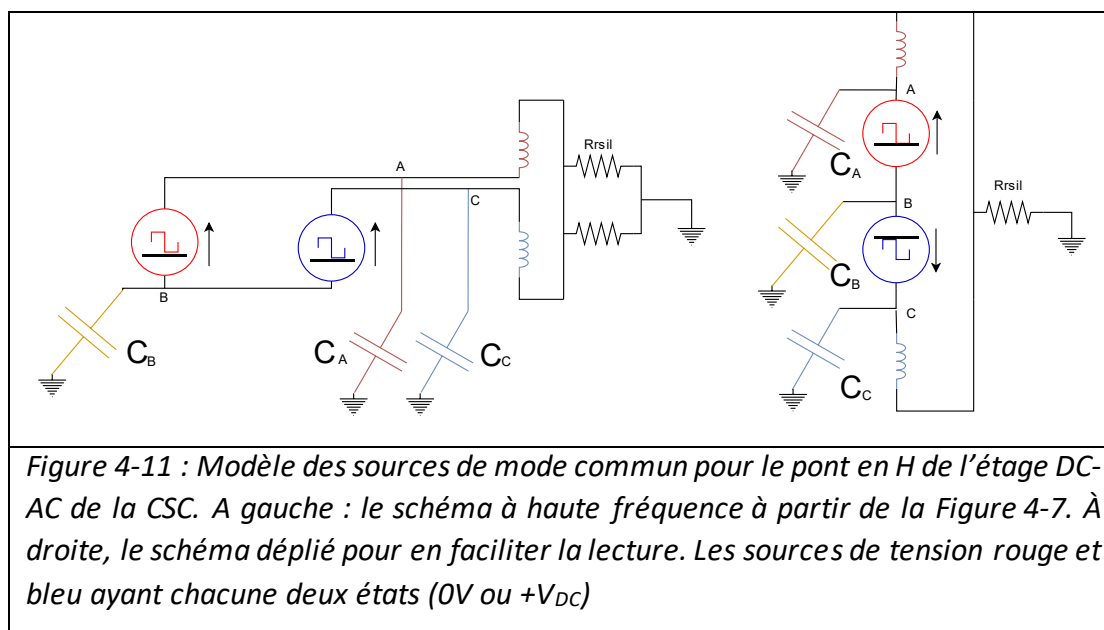 A
C
Rrsil
B
CB
CA
CC
A
CA
Rrsil
B
CB
C
CC
Figure 4-11 : Modèle des sources de mode commun pour le pont en H de l’étage DC-
AC de la CSC. A gauche : le schéma à haute fréquence à partir de la Figure 4-7. À
droite, le schéma déplié pour en faciliter la lecture. Les sources de tension rouge et
bleu ayant chacune deux états (0V ou +VDC)